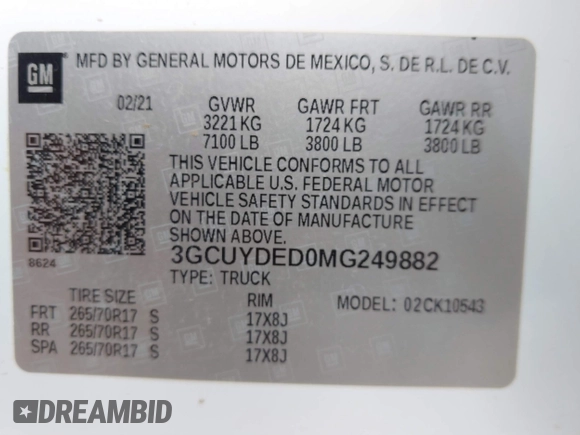 GM
MFD BY GENERAL MOTORS DE MEXICO, S. DE R.L. DE C.V.
02/21 GVWR GAWR FRT GAWR RR
3221 KG 1724 KG 1724 KG
7100 LB 3800 LB 3800 LB
THIS VEHICLE CONFORMS TO ALL
APPLICABLE U.S. FEDERAL MOTOR
VEHICLE SAFETY STANDARDS IN EFFECT
ON THE DATE OF MANUFACTURE
SHOWN ABOVE.
8624
3GCUYDED0MG249882
TYPE: TRUCK
TIRE SIZE RIM MODEL: 02CK10543
FRT 265/70R17 S 17X8J
RR 265/70R17 S 17X8J
SPA 265/70R17 S 17X8J
DREAMBID